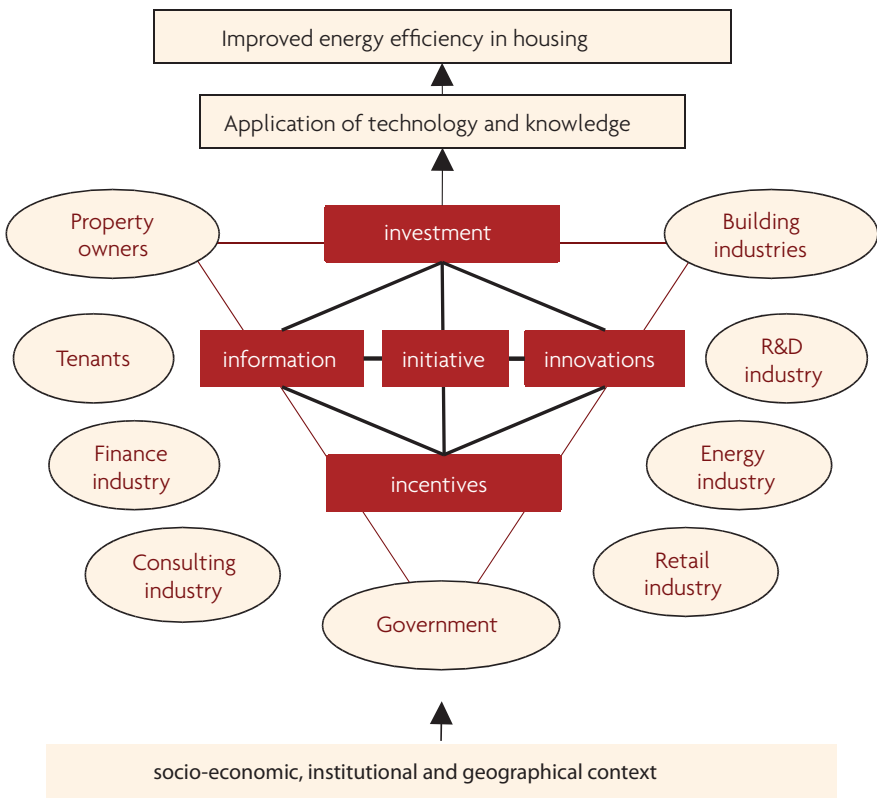 Improved energy efficiency in housing
Application of technology and knowledge
Property
owners
investment
Building
industries
Tenants
information
initiative
innovations
R&D
industry
Finance
industry
incentives
Energy
industry
Consulting
industry
Government
Retail
industry
socio-economic, institutional and geographical context